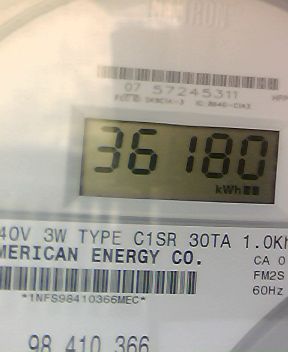 07 57245311
36180
kWh
40V 3W TYPE C1SR 30TA 1.0Kh
MERICAN ENERGY CO.
CA 0
FM2S
60Hz
*1NFS98410366MEC*
98 410 366